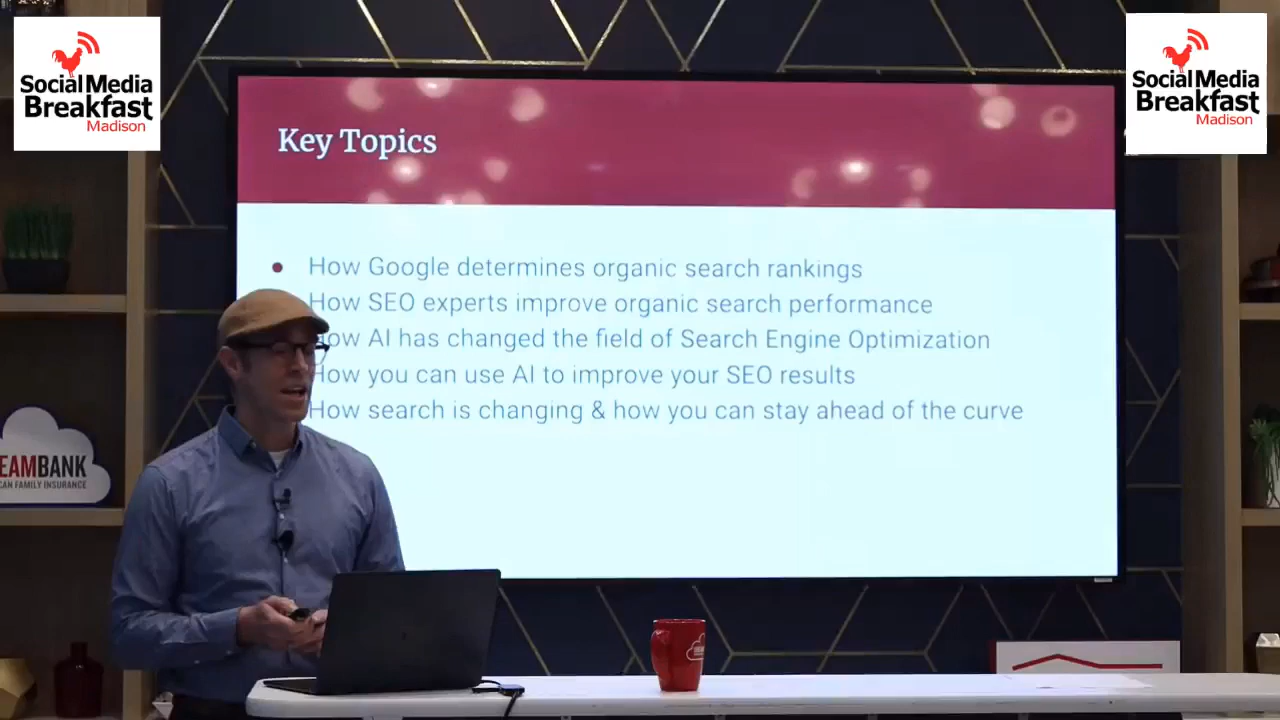 Social Media
Breakfast
Madison
Social Media
Breakfast
Madison
Key Topics
How Google determines organic search rankings
How SEO experts improve organic search performance
How AI has changed the field of Search Engine Optimization
How you can use AI to improve your SEO results
How search is changing & how you can stay ahead of the curve
EAMBANK
CAN FAMILY INSURANCE